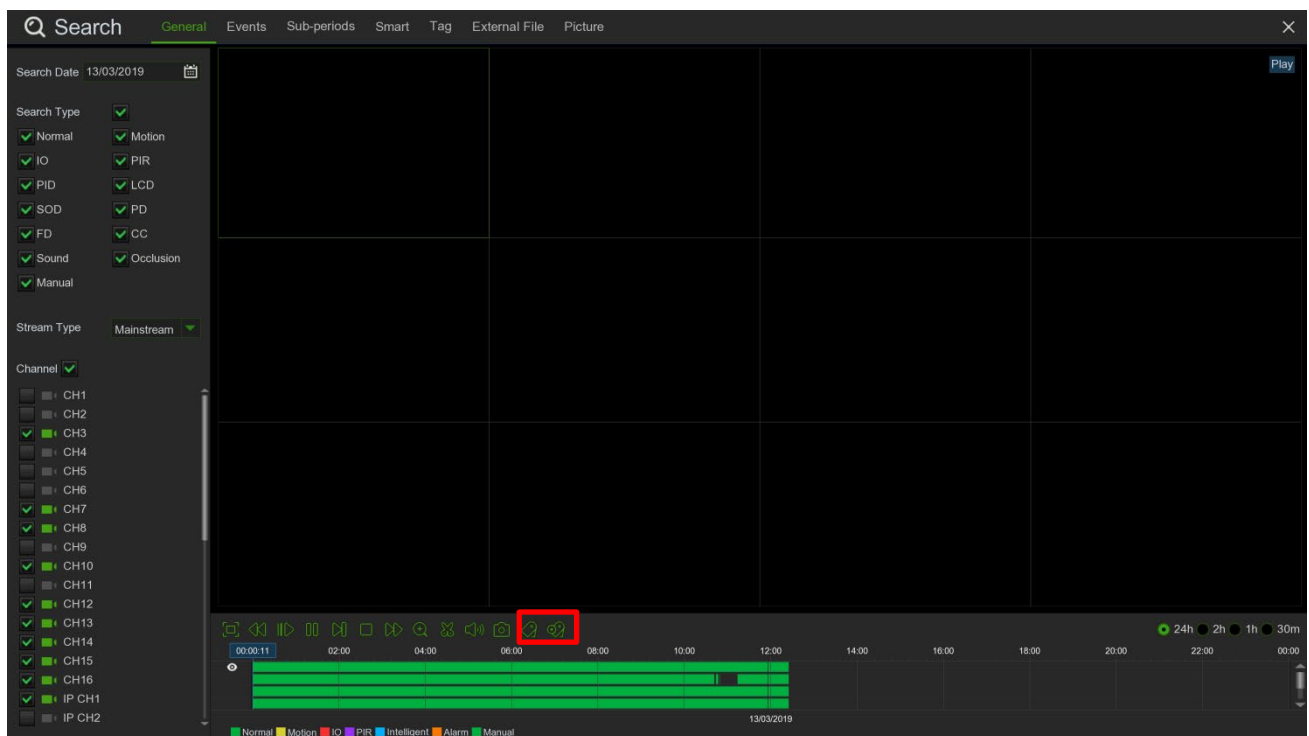 Search General Events Sub-periods Smart Tag External File Picture
Search Date 13/03/2019
Play
Search Type
Normal Motion
IO PIR
PID LCD
SOD PD
FD CC
Sound Occlusion
Manual
Stream Type Mainstream
Channel
CH1
CH2
CH3
CH4
CH5
CH6
CH7
CH8
CH9
CH10
CH11
CH12
CH13
CH14
CH15
CH16
IP CH1
IP CH2
24h 2h 1h 30m
00:00:11 02:00 04:00 06:00 08:00 10:00 12:00 14:00 16:00 18:00 20:00 22:00 00:00
13/03/2019
Normal Motion IO PIR Intelligent Alarm Manual